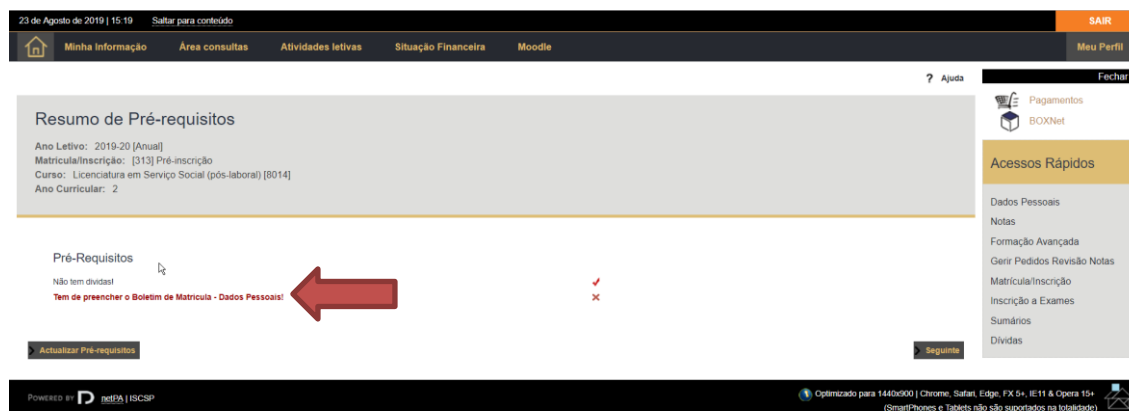 23 de Agosto de 2019 | 15:19 Saltar para conteúdo
SAIR
Minha Informação Área consultas Atividades letivas Situação Financeira Moodle
Meu Perfil
? Ajuda
Fechar
Pagamentos
BOXNet
Resumo de Pré-requisitos
Ano Letivo: 2019-20 [Anual]
Matrícula/Inscrição: [313] Pré-inscrição
Curso: Licenciatura em Serviço Social (pós-laboral) [8014]
Ano Curricular: 2
Acessos Rápidos
Dados Pessoais
Notas
Formação Avançada
Gerir Pedidos Revisão Notas
Matrícula/Inscrição
Inscrição a Exames
Sumários
Dívidas
Pré-Requisitos
Não tem dividas!
Tem de preencher o Boletim de Matricula - Dados Pessoais!
Actualizar Pré-requisitos
Seguinte
POWERED BY netPA | ISCSP
Optimizado para 1440x900 | Chrome, Safari, Edge, FX 5+, IE11 & Opera 15+
(SmartPhones e Tablets não são suportados na totalidade)